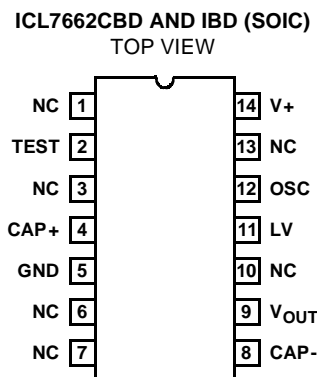 ICL7662CBD AND IBD (SOIC)
TOP VIEW
NC 1 14 V+
TEST 2 13 NC
NC 3 12 OSC
CAP+ 4 11 LV
GND 5 10 NC
NC 6 9 VOUT
NC 7 8 CAP-